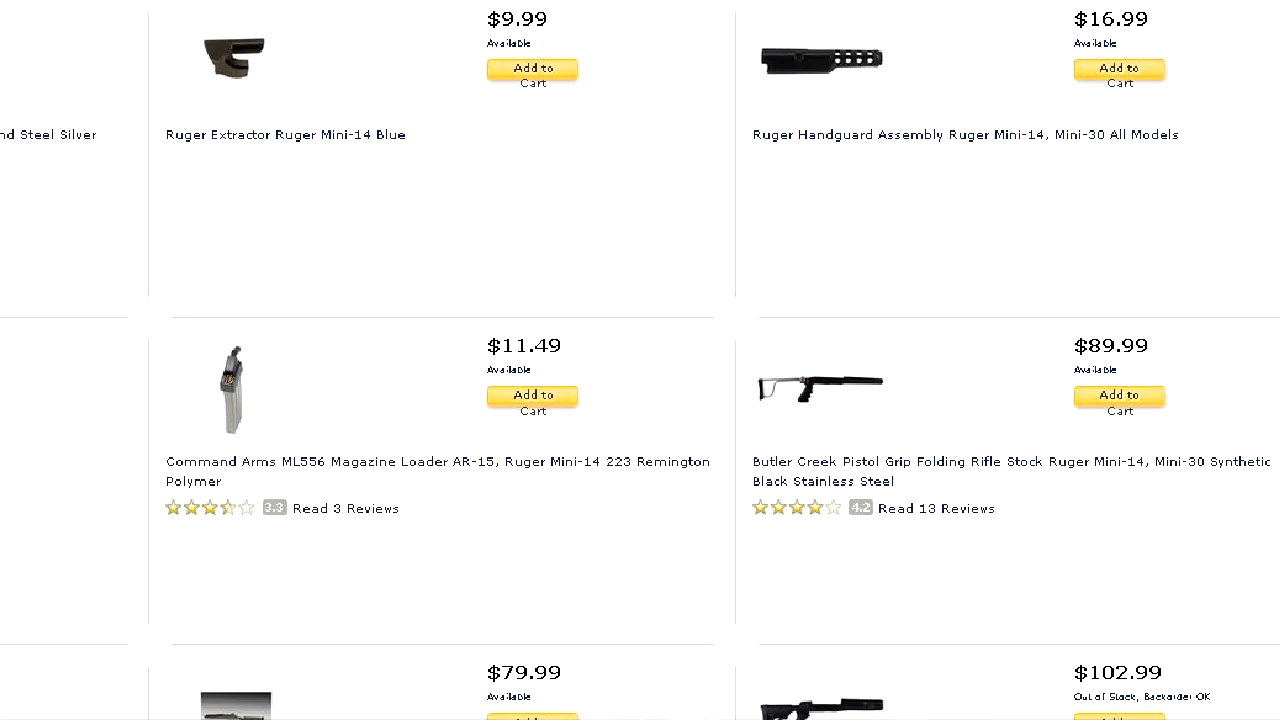 $9.99
Available
Add to
Cart
$16.99
Available
Add to
Cart
nd Steel Silver
Ruger Extractor Ruger Mini-14 Blue
Ruger Handguard Assembly Ruger Mini-14, Mini-30 All Models
$11.49
Available
Add to
Cart
$89.99
Available
Add to
Cart
Command Arms ML556 Magazine Loader AR-15, Ruger Mini-14 223 Remington
Polymer
3.3 Read 3 Reviews
Butler Creek Pistol Grip Folding Rifle Stock Ruger Mini-14, Mini-30 Synthetic
Black Stainless Steel
4.2 Read 13 Reviews
$79.99
Available
$102.99
Out of Stock, Backorder OK